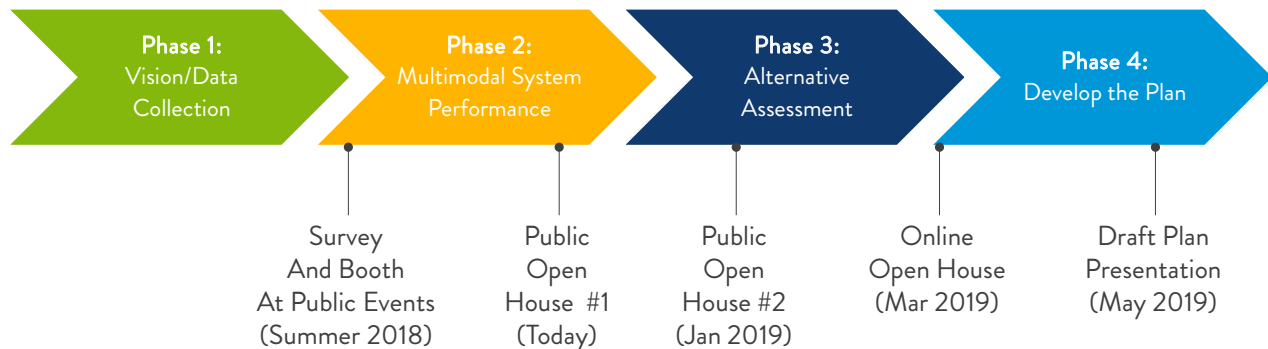 Phase 1:
Vision/Data
Collection
Phase 2:
Multimodal System
Performance
Phase 3:
Alternative
Assessment
Phase 4:
Develop the Plan
Survey
And Booth
At Public Events
(Summer 2018)
Public
Open
House #1
(Today)
Public
Open
House #2
(Jan 2019)
Online
Open House
(Mar 2019)
Draft Plan
Presentation
(May 2019)